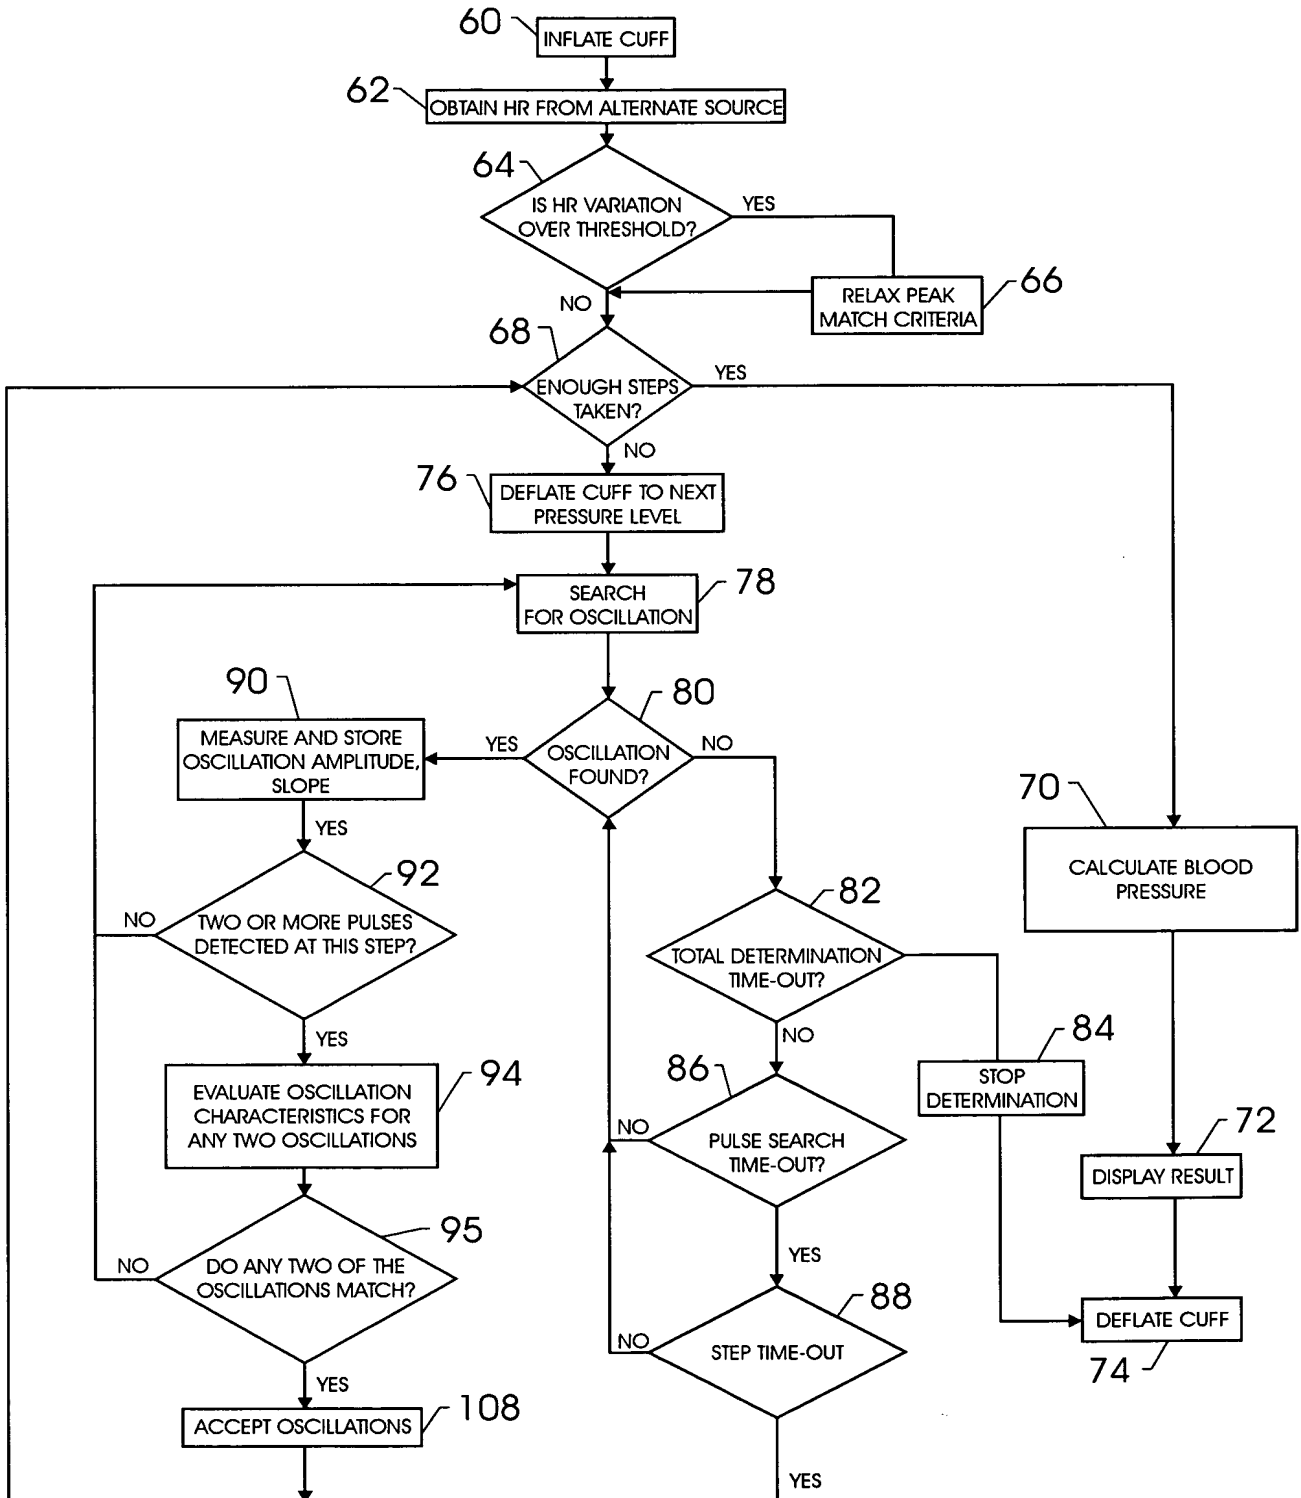 60
INFLATE CUFF
62
OBTAIN HR FROM ALTERNATE SOURCE
64
IS HR VARIATION
OVER THRESHOLD?
YES
66
RELAX PEAK
MATCH CRITERIA
NO
68
ENOUGH STEPS
TAKEN?
YES
NO
76
DEFLATE CUFF TO NEXT
PRESSURE LEVEL
78
SEARCH
FOR OSCILLATION
80
OSCILLATION
FOUND?
YES
NO
90
MEASURE AND STORE
OSCILLATION AMPLITUDE,
SLOPE
YES
92
TWO OR MORE PULSES
DETECTED AT THIS STEP?
NO
YES
94
EVALUATE OSCILLATION
CHARACTERISTICS FOR
ANY TWO OSCILLATIONS
95
DO ANY TWO OF THE
OSCILLATIONS MATCH?
NO
YES
108
ACCEPT OSCILLATIONS
82
TOTAL DETERMINATION
TIME-OUT?
NO
84
STOP
DETERMINATION
86
PULSE SEARCH
TIME-OUT?
NO
YES
88
STEP TIME-OUT
NO
YES
70
CALCULATE BLOOD
PRESSURE
72
DISPLAY RESULT
DEFLATE CUFF
74